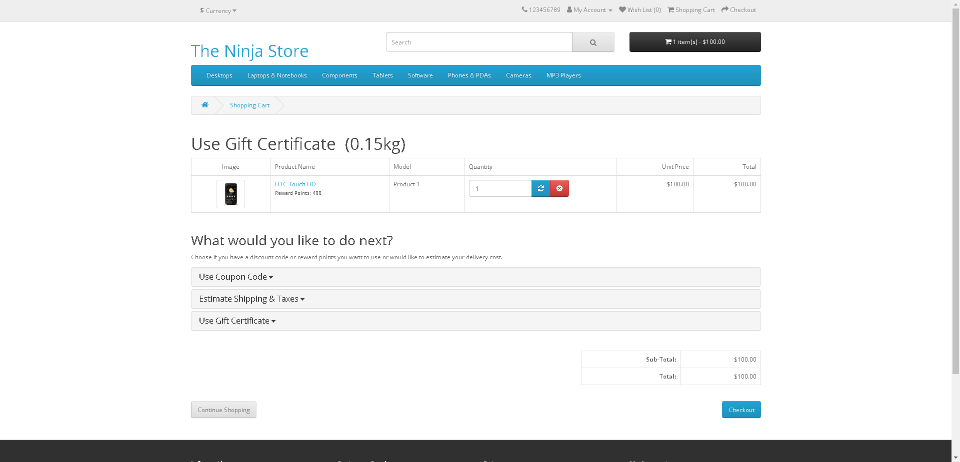 $ Currency
123456789 My Account Wish List (0) Shopping Cart Checkout
The Ninja Store
Search
1 item(s) - $100.00
Desktops Laptops & Notebooks Components Tablets Software Phones & PDAs Cameras MP3 Players
Shopping Cart
Use Gift Certificate (0.15kg)
Image Product Name Model Quantity Unit Price Total
HTC Touch HD Product 1 1 $100.00 $100.00
Reward Points: 400
What would you like to do next?
Choose if you have a discount code or reward points you want to use or would like to estimate your delivery cost.
Use Coupon Code
Estimate Shipping & Taxes
Use Gift Certificate
Sub-Total: $100.00
Total: $100.00
Continue Shopping Checkout